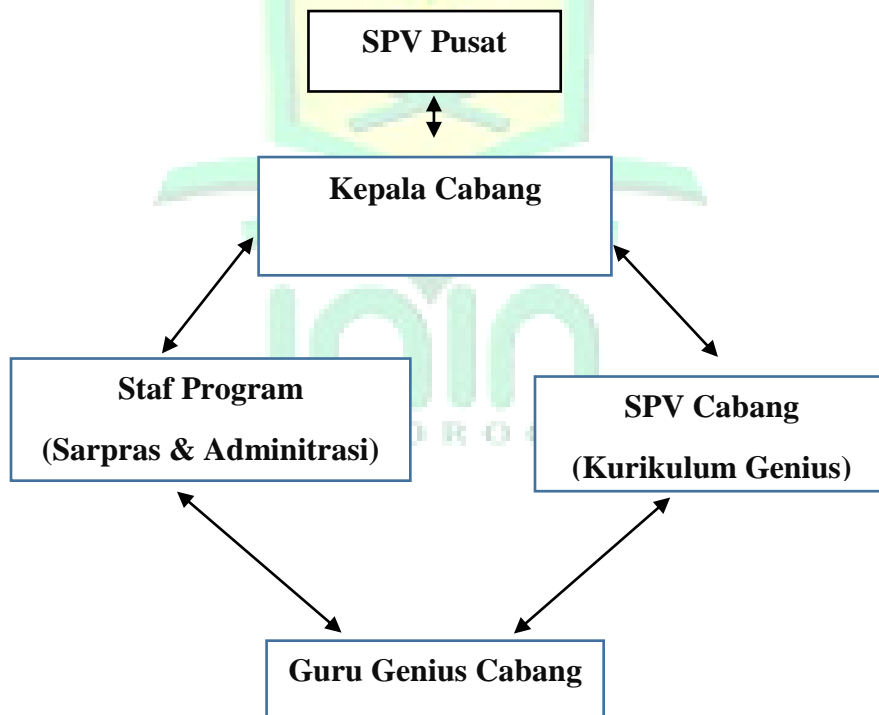 SPV Pusat
Kepala Cabang
Staf Program
(Sarpras & Adminitrasi)
SPV Cabang
(Kurikulum Genius)
Guru Genius Cabang